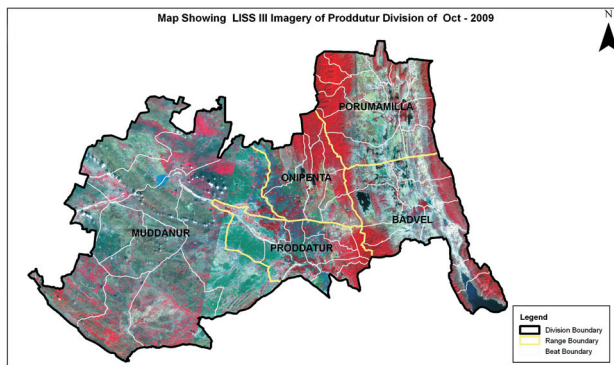 Map Showing LISS III Imagery of Proddutur Division of Oct - 2009
N
PORUMAMILLA
ONIPENTA
BADVEL
MUDDANUR
PRODDATUR
Legend
Division Boundary
Range Boundary
Beat Boundary